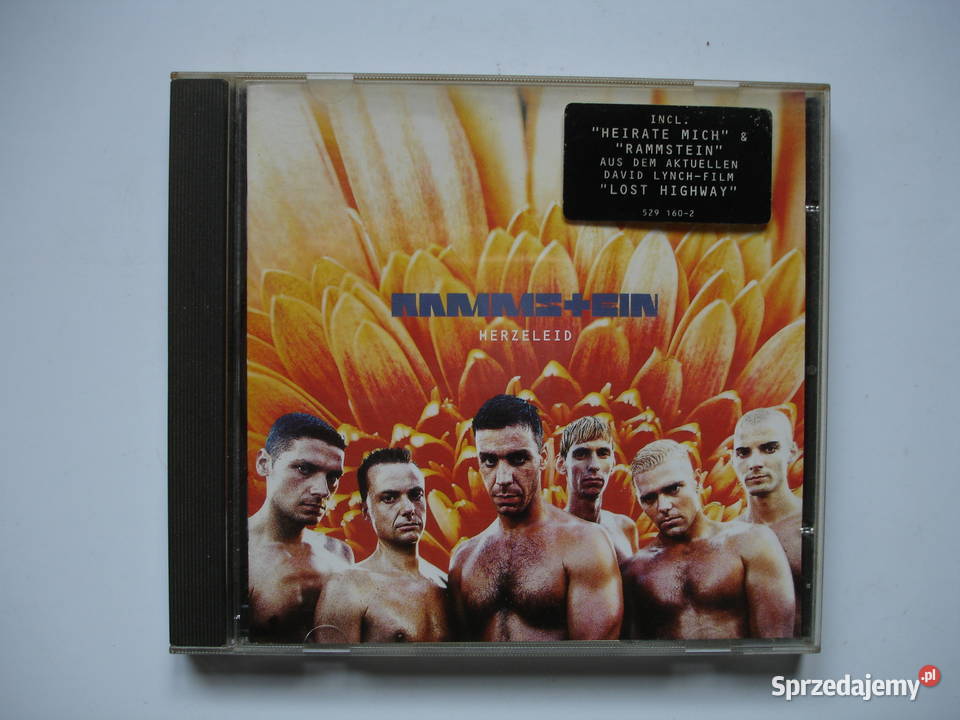 INCL.
"HEIRATE MICH" &
"RAMMSTEIN"
AUS DEM AKTUELLEN
DAVID LYNCH-FILM
"LOST HIGHWAY"
529 160-2
RAMMSTEIN
HERZELEID
Sprzedajemy.pl